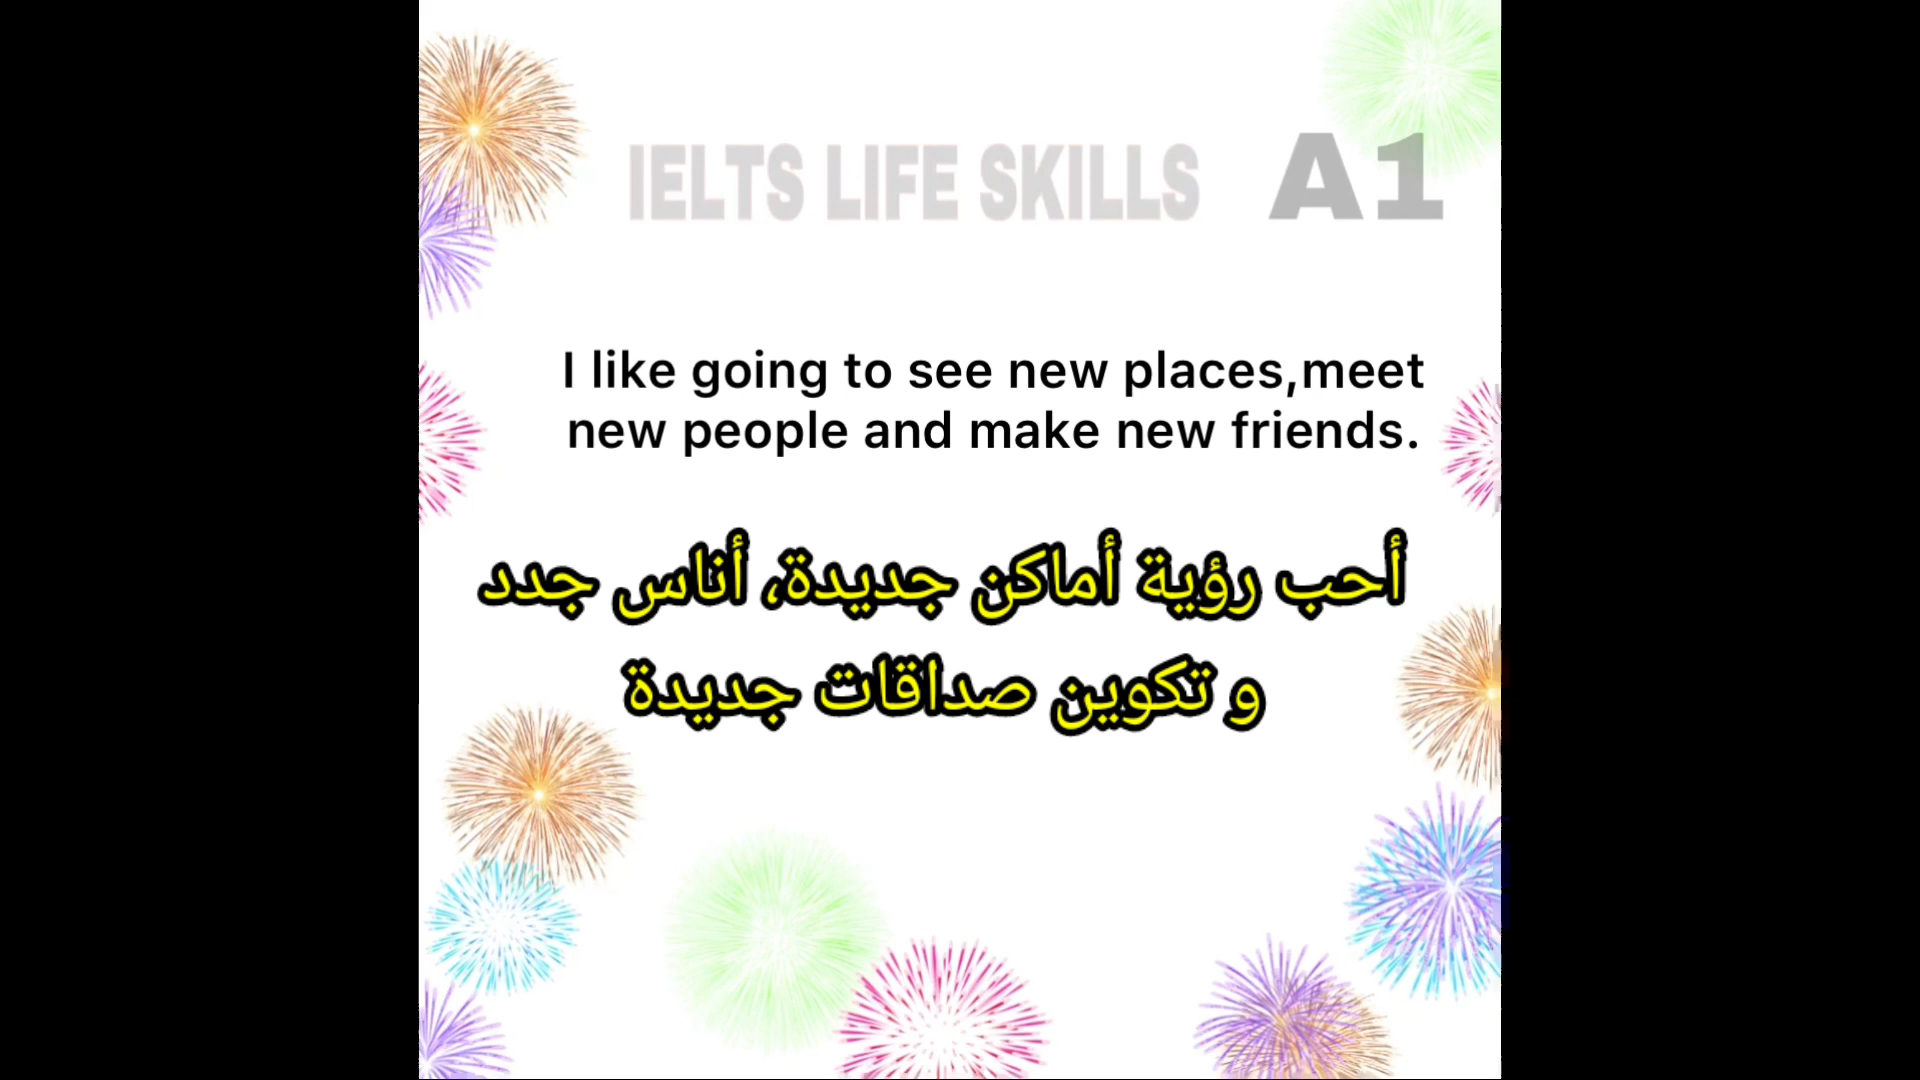 IELTS LIFE SKILLS A1
I like going to see new places,meet
new people and make new friends.
أحب رؤية أماكن جديدة، أناس جدد
و تكوين صداقات جديدة